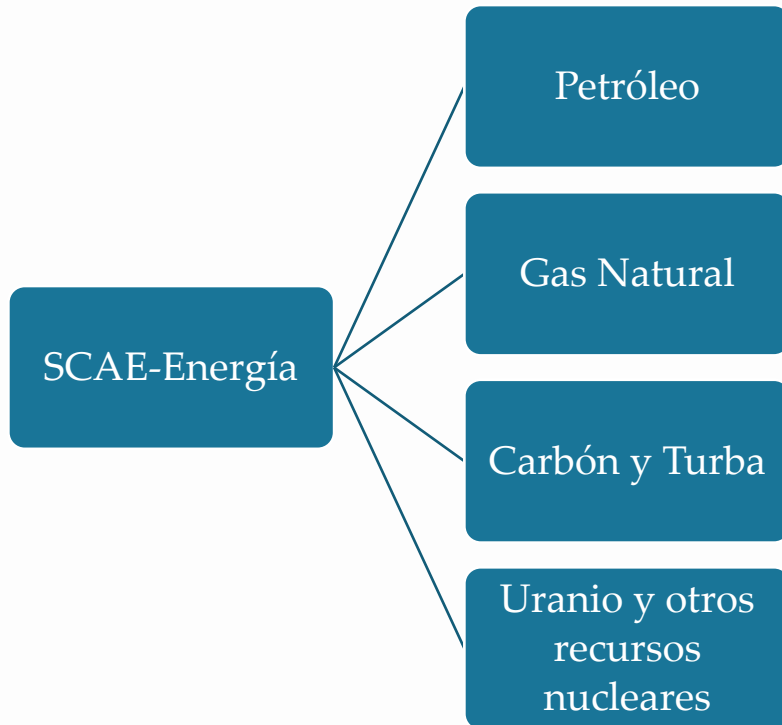 SCAE-Energía
Petróleo
Gas Natural
Carbón y Turba
Uranio y otros
recursos
nucleares